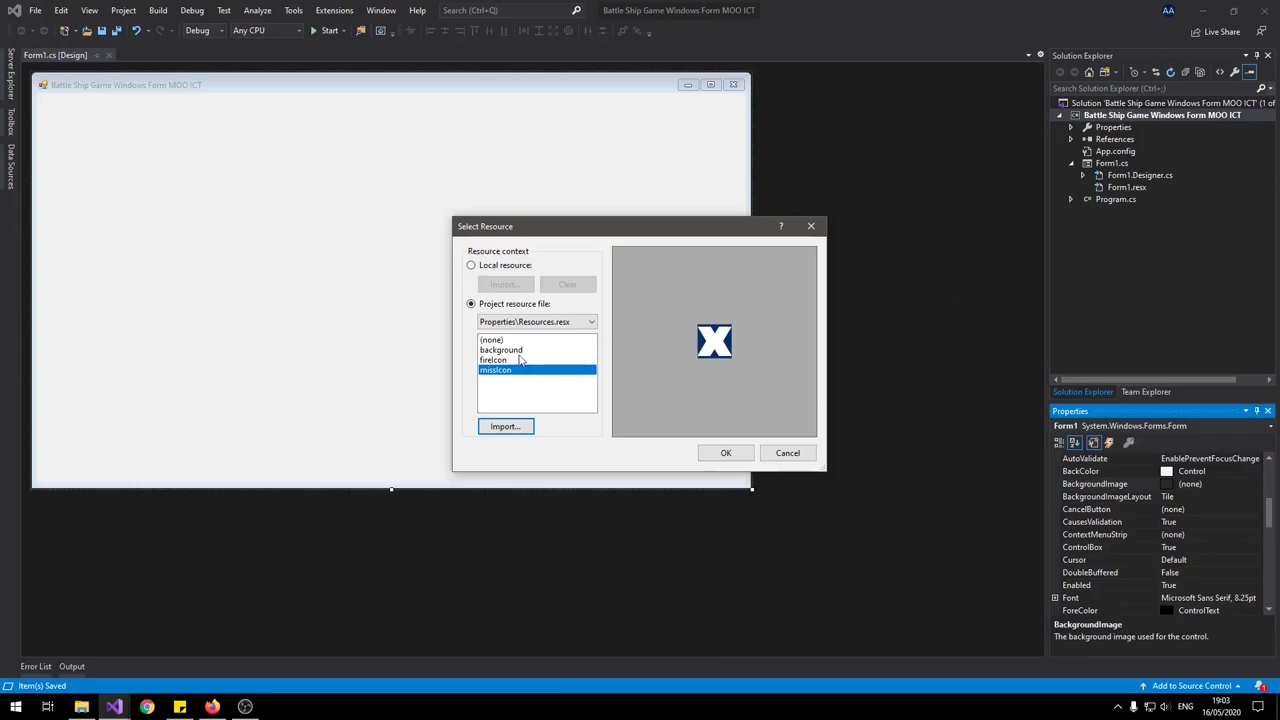 File Edit View Project Build Debug Test Analyze Tools Extensions Window Help Search (Ctrl+Q) Battle Ship Game Windows Form MOO ICT AA
Debug Any CPU Start Live Share
Form1.cs [Design]
Server Explorer
Toolbox
Data Sources
Battle Ship Game Windows Form MOO ICT
Select Resource
Resource context
Local resource:
Import... Clear
Project resource file:
Properties\Resources.resx
(none)
background
fireIcon
missIcon
Import...
OK Cancel
Solution Explorer
Search Solution Explorer (Ctrl+;)
Solution 'Battle Ship Game Windows Form MOO ICT' (1 of
Battle Ship Game Windows Form MOO ICT
Properties
References
App.config
Form1.cs
Form1.Designer.cs
Form1.resx
Program.cs
Solution Explorer Team Explorer
Properties
Form1 System.Windows.Forms.Form
AutoValidate EnablePreventFocusChange
BackColor Control
BackgroundImage (none)
BackgroundImageLayout Tile
CancelButton (none)
CausesValidation True
ContextMenuStrip (none)
ControlBox True
Cursor Default
DoubleBuffered False
Enabled True
Font Microsoft Sans Serif, 8.25pt
ForeColor ControlText
BackgroundImage
The background image used for the control.
Error List Output
Item(s) Saved Add to Source Control 1
ENG 19:03
16/05/2020